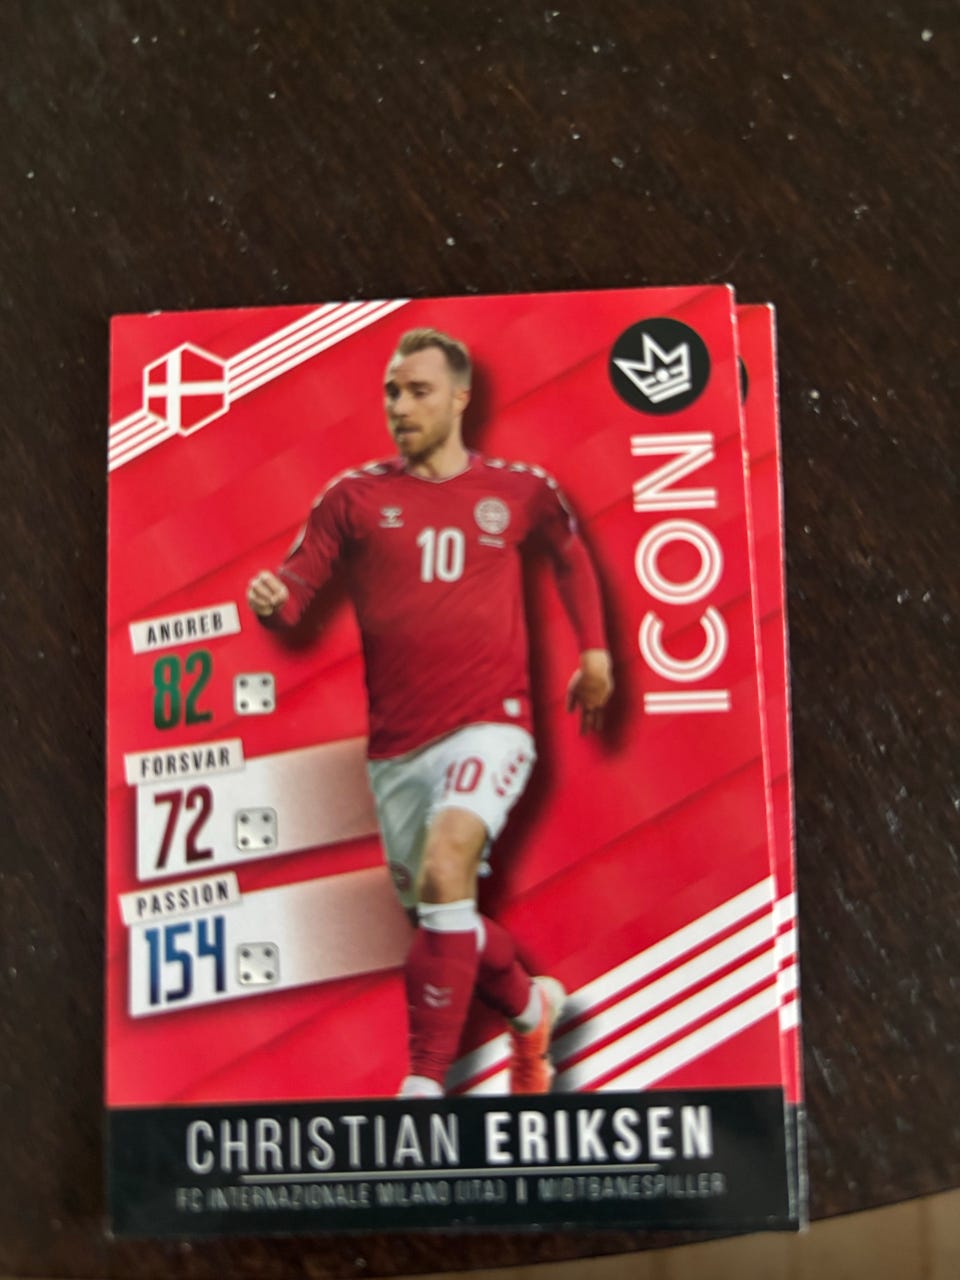 ICON
10
ANGREB
82
FORSVAR
72
10
PASSION
154
CHRISTIAN ERIKSEN
FC INTERNAZIONALE MILANO (ITA) | MIDTBANESPILLER